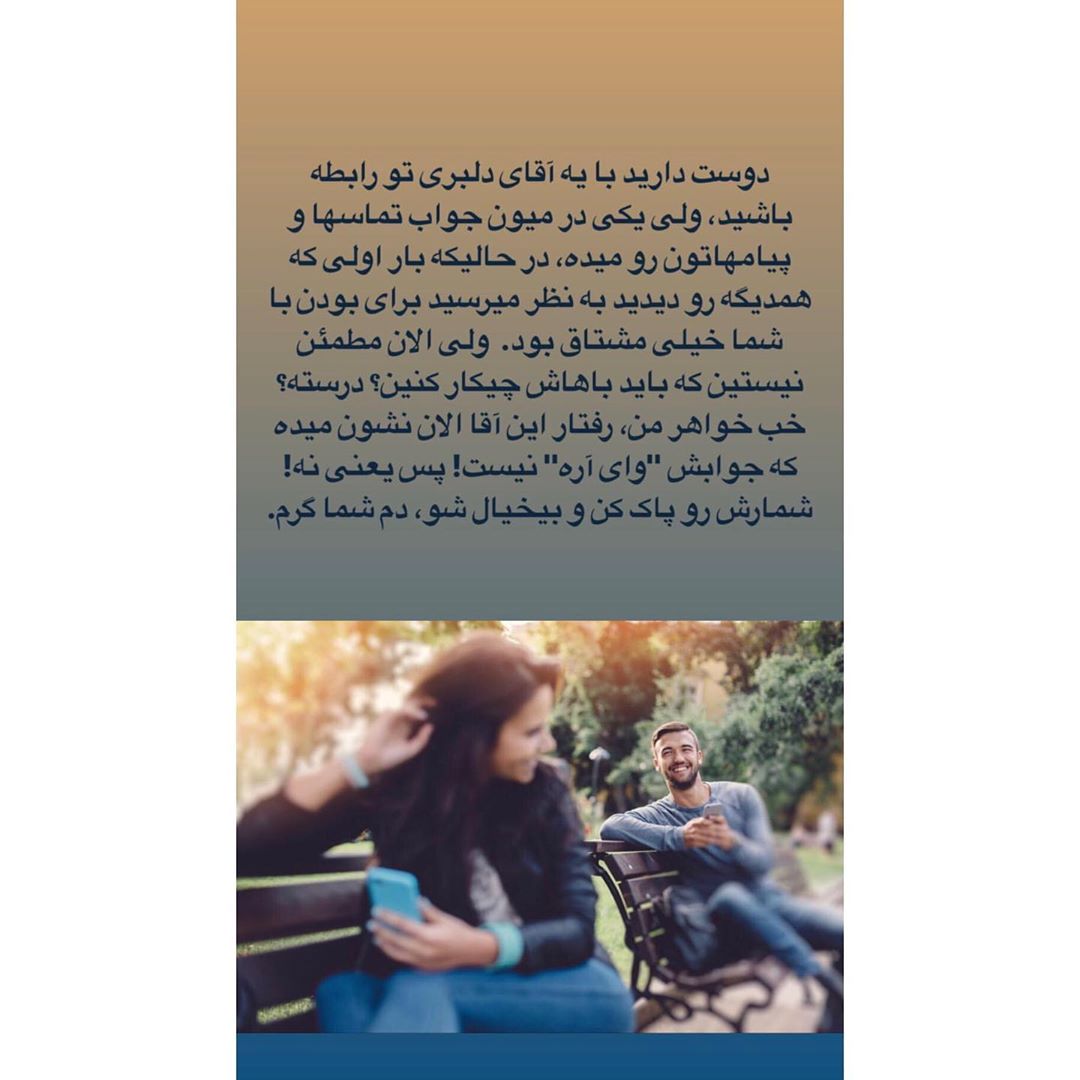 دوست دارید با یه آقای دلبری تو رابطه
باشید، ولی یکی در میون جواب تماسها و
پیامهاتون رو میده، در حالیکه بار اولی که
همدیگه رو دیدید به نظر میرسید برای بودن با
شما خیلی مشتاق بود. ولی الان مطمئن
نیستین که باید باهاش چیکار کنین؟ درسته؟
خب خواهر من، رفتار این آقا الان نشون میده
که جوابش "وای آره" نیست! پس یعنی نه!
شمارش رو پاک کن و بیخیال شو، دم شما گرم.